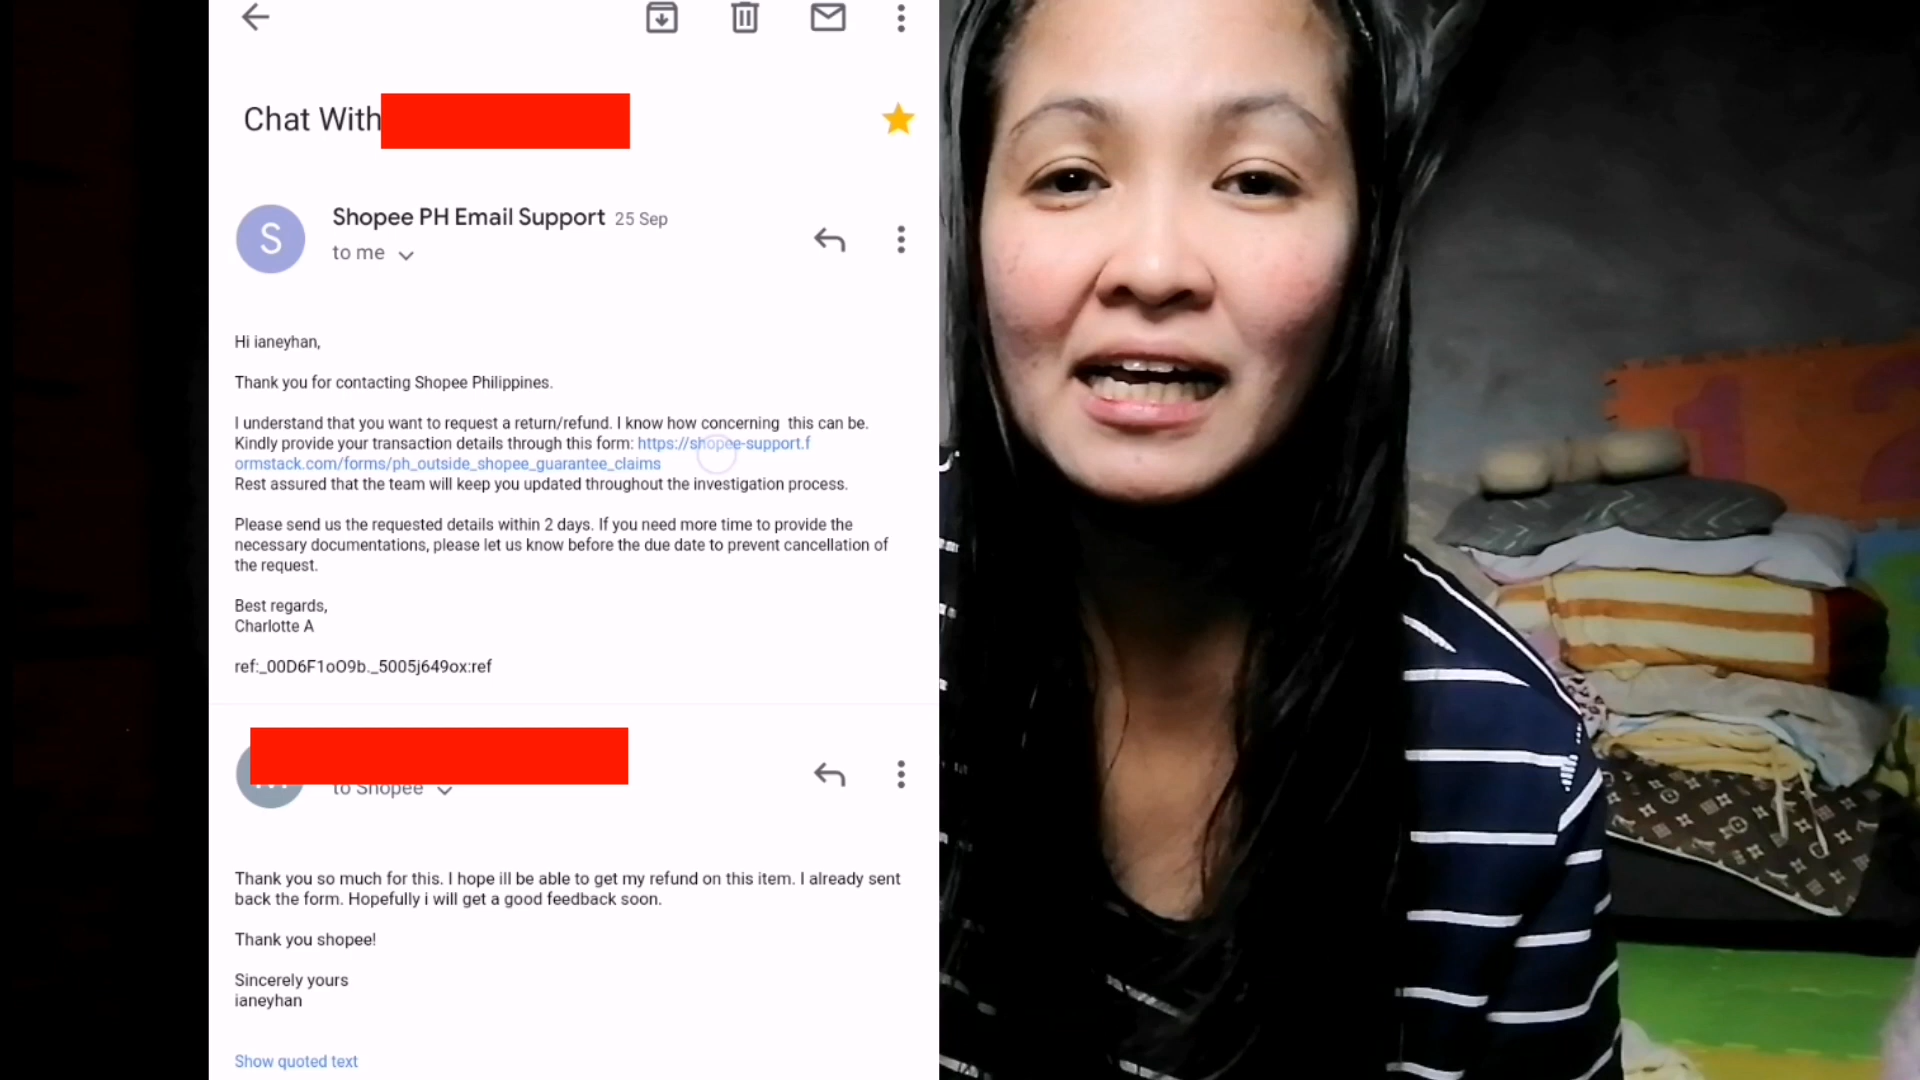 Chat With
Shopee PH Email Support 25 Sep
to me
S
Hi ianeyhan,
Thank you for contacting Shopee Philippines.
I understand that you want to request a return/refund. I know how concerning  this can be.
Kindly provide your transaction details through this form: https://shopee-support.f
ormstack.com/forms/ph_outside_shopee_guarantee_claims
Rest assured that the team will keep you updated throughout the investigation process.
Please send us the requested details within 2 days. If you need more time to provide the
necessary documentations, please let us know before the due date to prevent cancellation of
the request.
Best regards,
Charlotte A
ref:_00D6F1oO9b._5005j649ox:ref
to Shopee
Thank you so much for this. I hope ill be able to get my refund on this item. I already sent
back the form. Hopefully i will get a good feedback soon.
Thank you shopee!
Sincerely yours
ianeyhan
Show quoted text
1
2